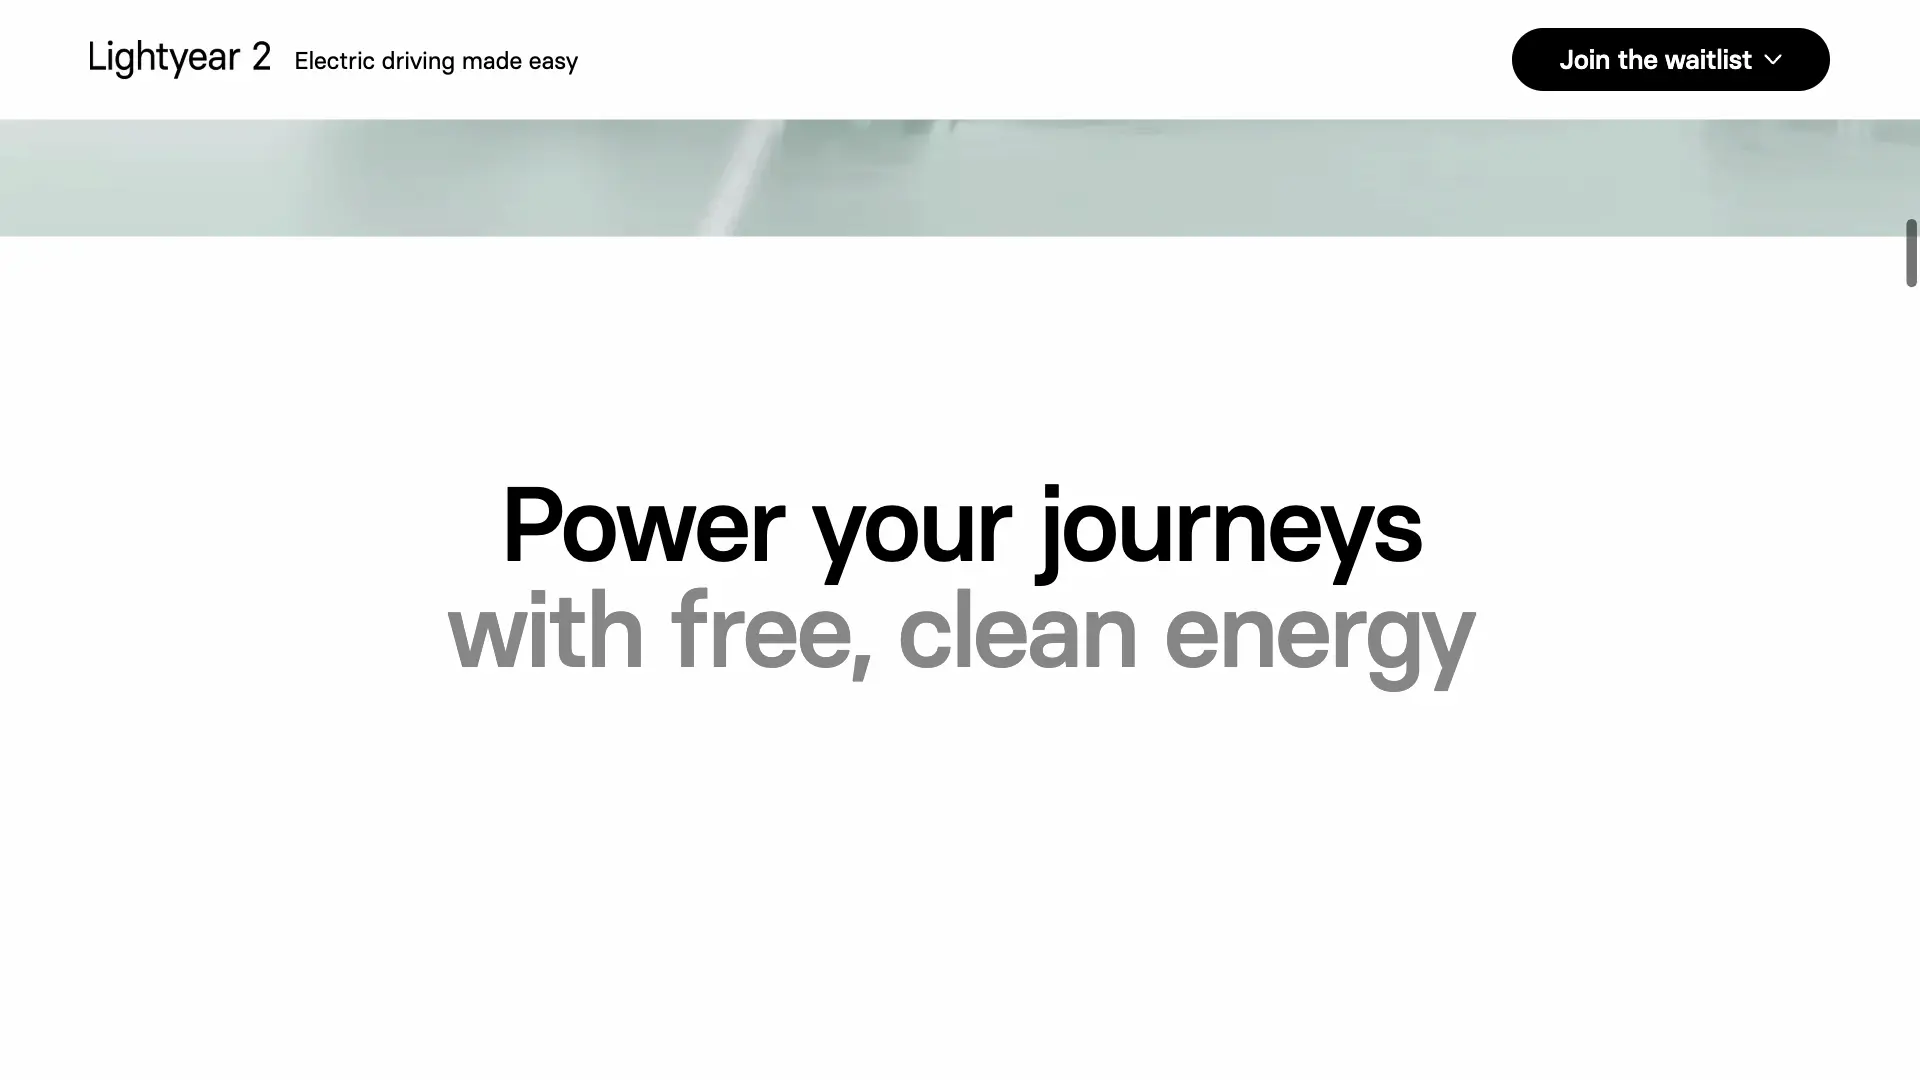 Lightyear 2 Electric driving made easy
Join the waitlist
Power your journeys
with free, clean energy